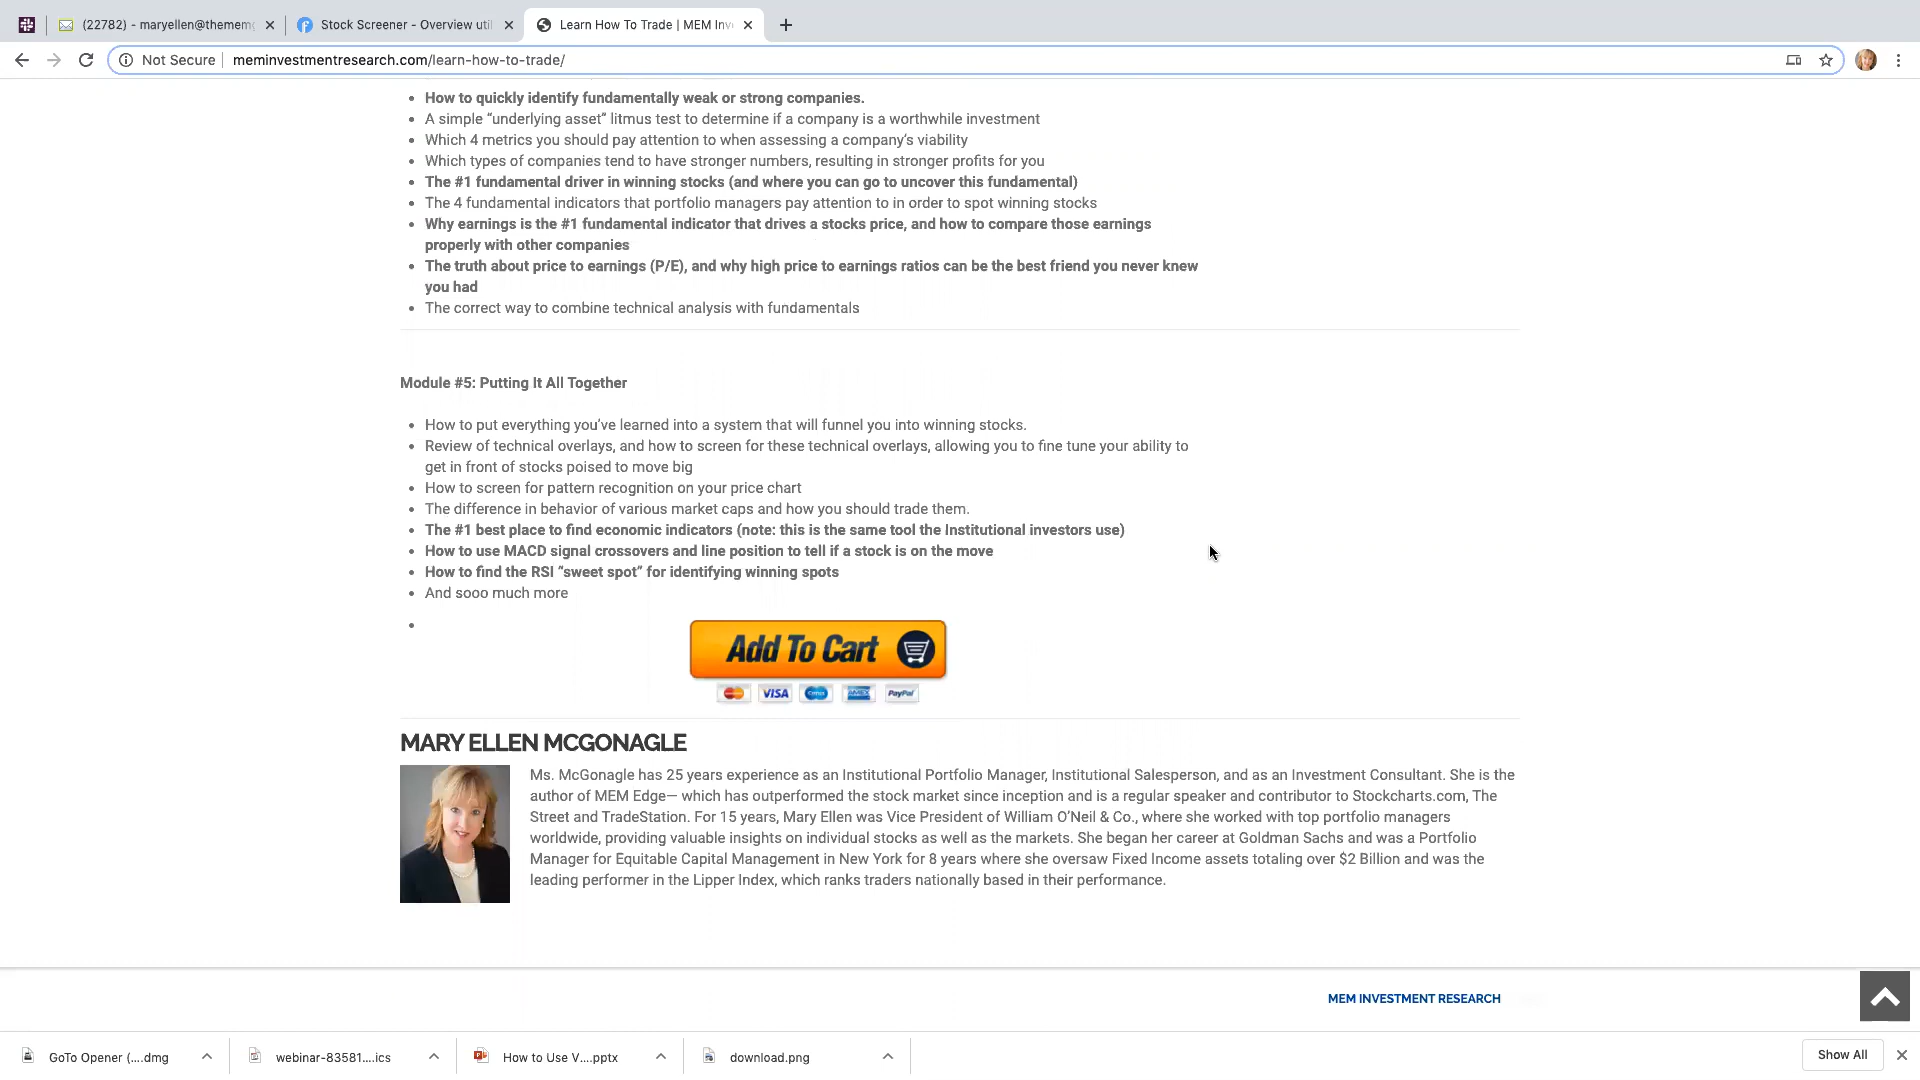 (22782) - maryellen@thememe
Stock Screener - Overview uti
Learn How To Trade | MEM Inv
Not Secure
meminvestmentresearch.com/learn-how-to-trade/
• How to quickly identify fundamentally weak or strong companies.
• A simple “underlying asset” litmus test to determine if a company is a worthwhile investment
• Which 4 metrics you should pay attention to when assessing a company’s viability
• Which types of companies tend to have stronger numbers, resulting in stronger profits for you
• The #1 fundamental driver in winning stocks (and where you can go to uncover this fundamental)
• The 4 fundamental indicators that portfolio managers pay attention to in order to spot winning stocks
• Why earnings is the #1 fundamental indicator that drives a stocks price, and how to compare those earnings
properly with other companies
• The truth about price to earnings (P/E), and why high price to earnings ratios can be the best friend you never knew
you had
• The correct way to combine technical analysis with fundamentals
Module #5: Putting It All Together
• How to put everything you’ve learned into a system that will funnel you into winning stocks.
• Review of technical overlays, and how to screen for these technical overlays, allowing you to fine tune your ability to
get in front of stocks poised to move big
• How to screen for pattern recognition on your price chart
• The difference in behavior of various market caps and how you should trade them.
• The #1 best place to find economic indicators (note: this is the same tool the Institutional investors use)
• How to use MACD signal crossovers and line position to tell if a stock is on the move
• How to find the RSI “sweet spot” for identifying winning spots
• And sooo much more
•
Add To Cart
VISA AMEX PayPal
MARY ELLEN MCGONAGLE
Ms. McGonagle has 25 years experience as an Institutional Portfolio Manager, Institutional Salesperson, and as an Investment Consultant. She is the
author of MEM Edge— which has outperformed the stock market since inception and is a regular speaker and contributor to Stockcharts.com, The
Street and TradeStation. For 15 years, Mary Ellen was Vice President of William O’Neil & Co., where she worked with top portfolio managers
worldwide, providing valuable insights on individual stocks as well as the markets. She began her career at Goldman Sachs and was a Portfolio
Manager for Equitable Capital Management in New York for 8 years where she oversaw Fixed Income assets totaling over $2 Billion and was the
leading performer in the Lipper Index, which ranks traders nationally based in their performance.
MEM INVESTMENT RESEARCH
GoTo Opener (....dmg
webinar-83581....ics
How to Use V....pptx
download.png
Show All